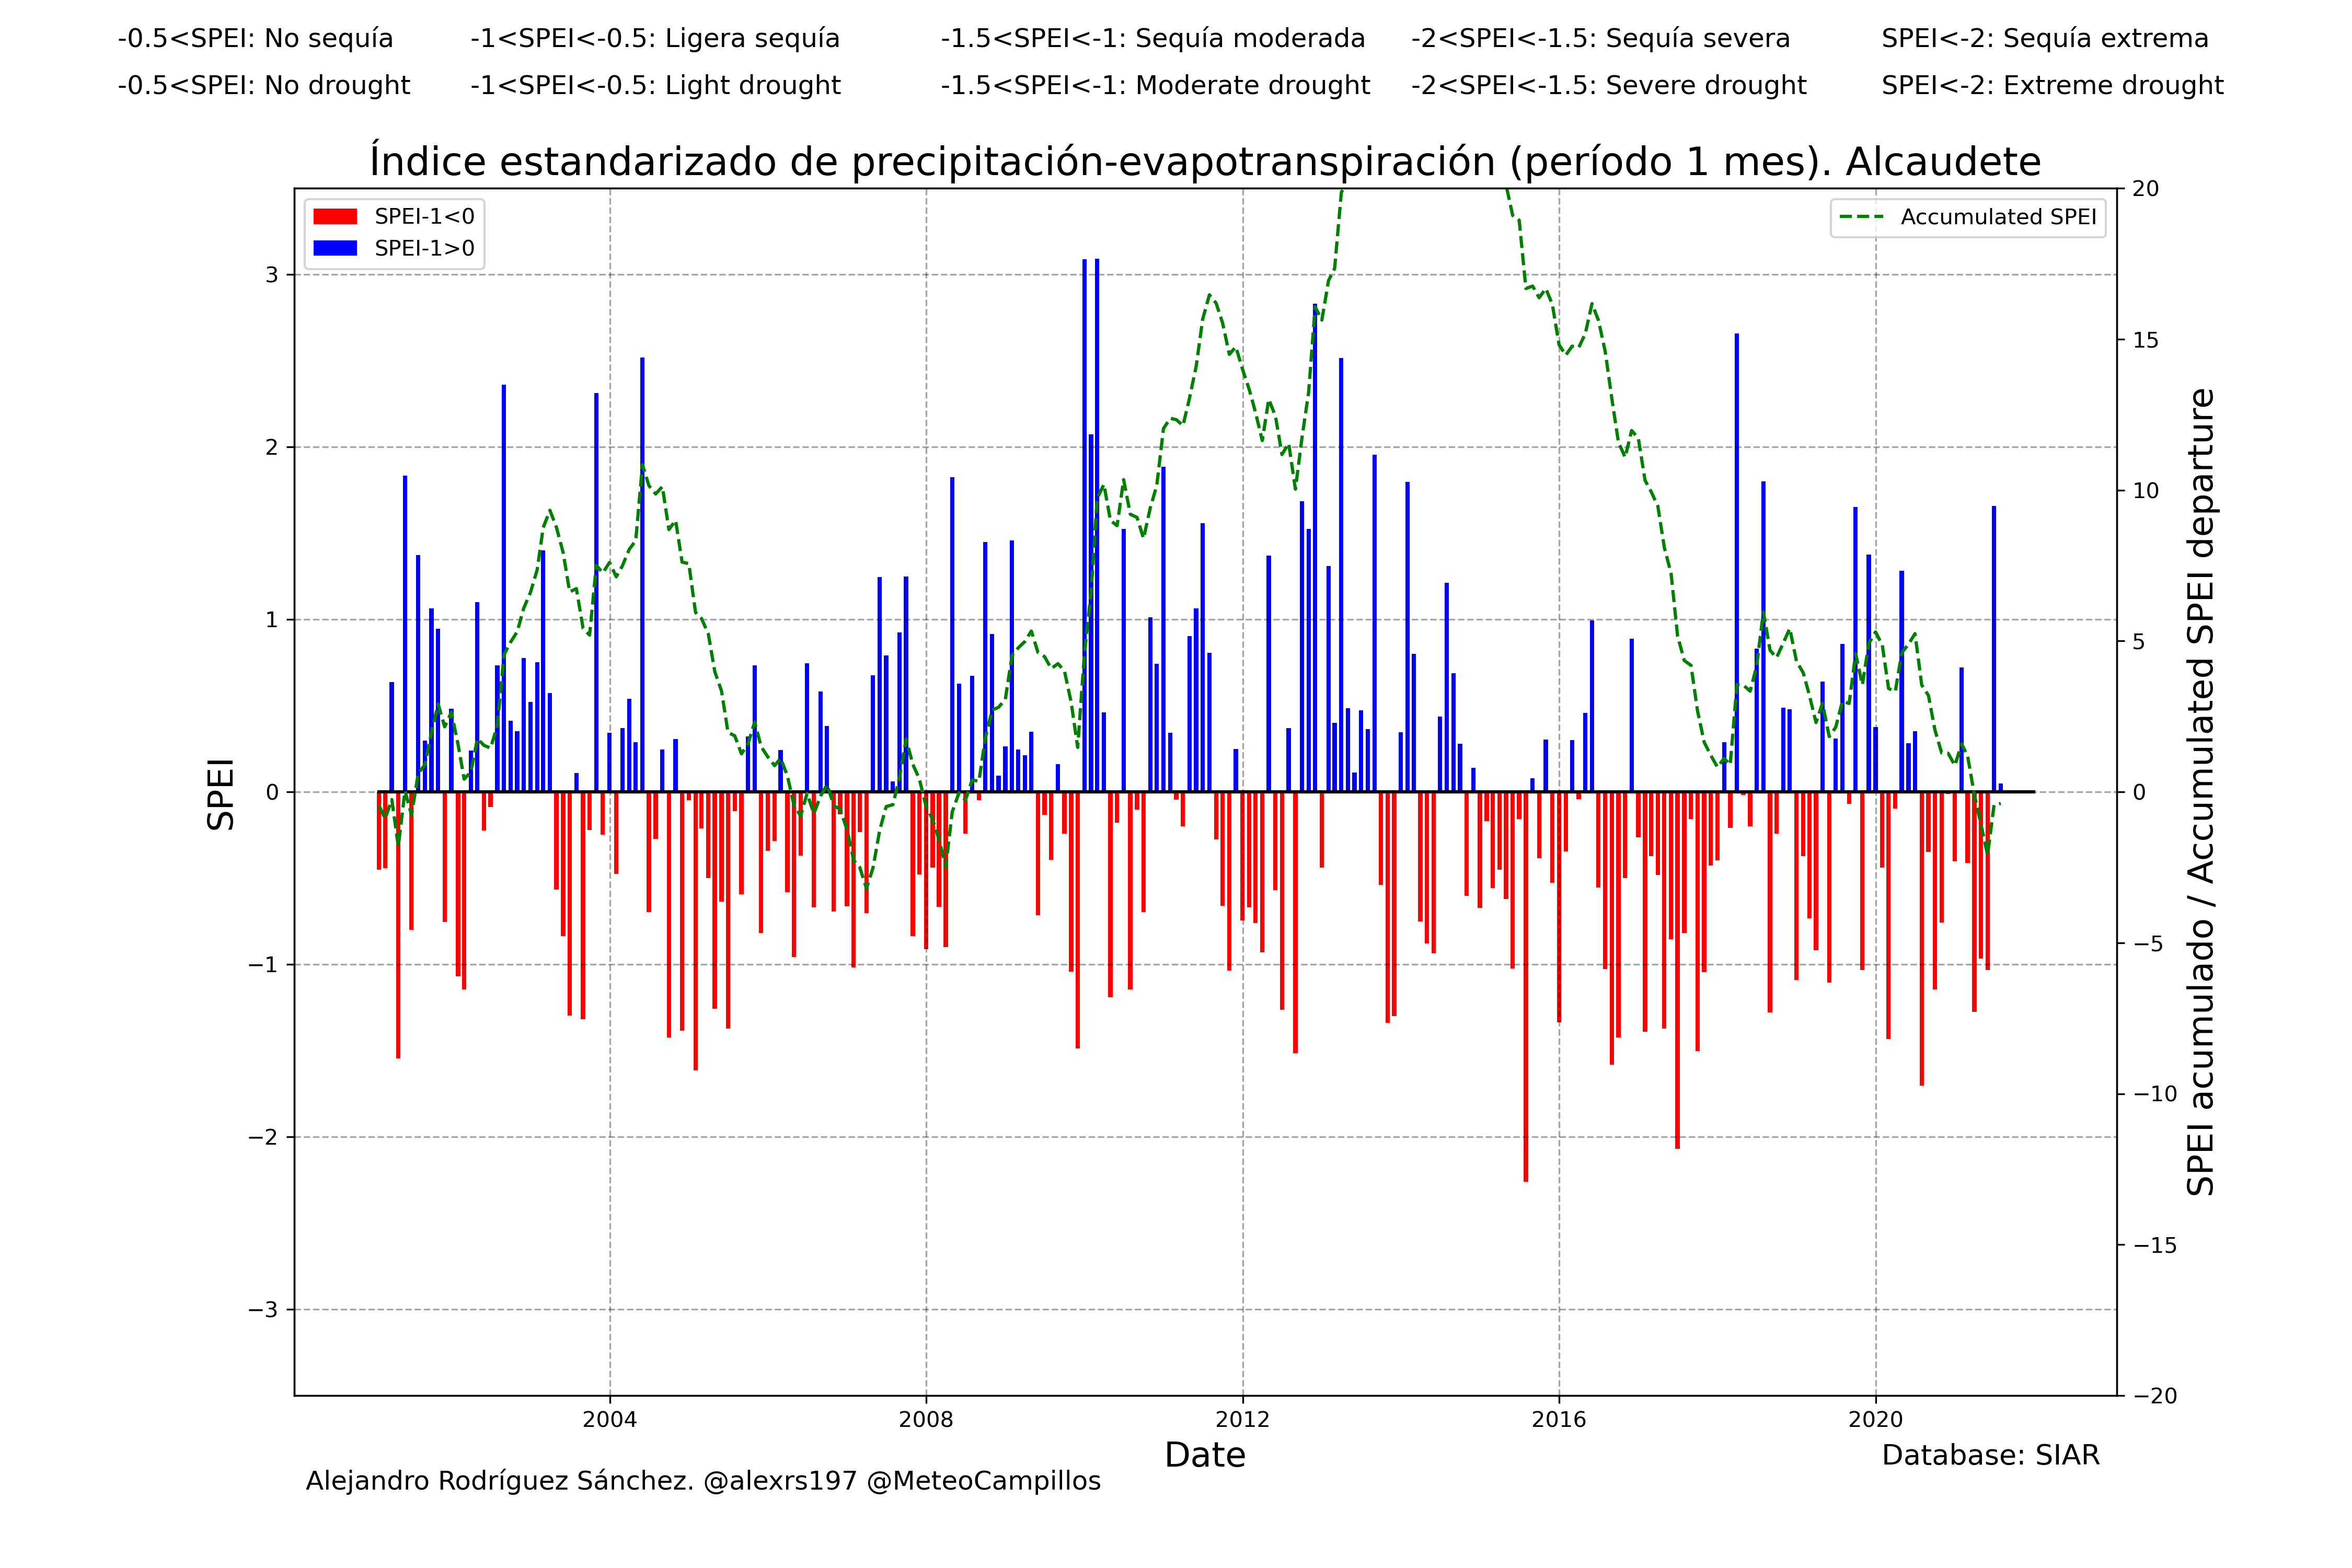 -0.5<SPEI: No sequía -1<SPEI<-0.5: Ligera sequía -1.5<SPEI<-1: Sequía moderada -2<SPEI<-1.5: Sequía severa SPEI<-2: Sequía extrema
-0.5<SPEI: No drought -1<SPEI<-0.5: Light drought -1.5<SPEI<-1: Moderate drought -2<SPEI<-1.5: Severe drought SPEI<-2: Extreme drought
Índice estandarizado de precipitación-evapotranspiración (período 1 mes). Alcaudete
SPEI-1<0
SPEI-1>0
Accumulated SPEI
SPEI
3
2
1
0
−1
−2
−3
20
15
10
5
0
−5
−10
−15
−20
SPEI acumulado / Accumulated SPEI departure
2004 2008 2012 2016 2020
Date
Database: SIAR
Alejandro Rodríguez Sánchez. @alexrs197 @MeteoCampillos